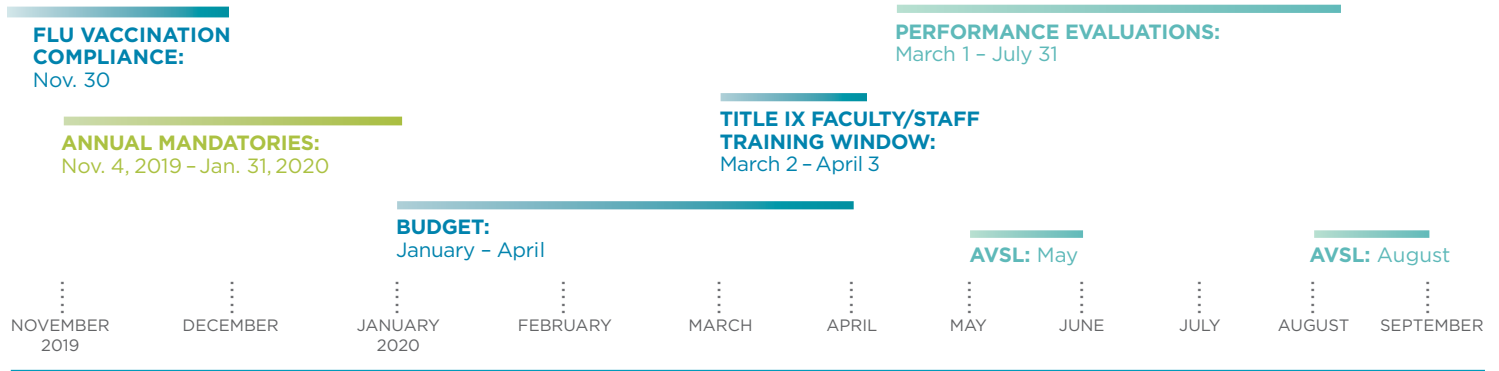 FLU VACCINATION
COMPLIANCE:
Nov. 30
ANNUAL MANDATORIES:
Nov. 4, 2019 – Jan. 31, 2020
BUDGET:
January – April
TITLE IX FACULTY/STAFF
TRAINING WINDOW:
March 2 – April 3
PERFORMANCE EVALUATIONS:
March 1 – July 31
AVSL: May
AVSL: August
NOVEMBER
2019
DECEMBER
JANUARY
2020
FEBRUARY
MARCH
APRIL
MAY
JUNE
JULY
AUGUST
SEPTEMBER